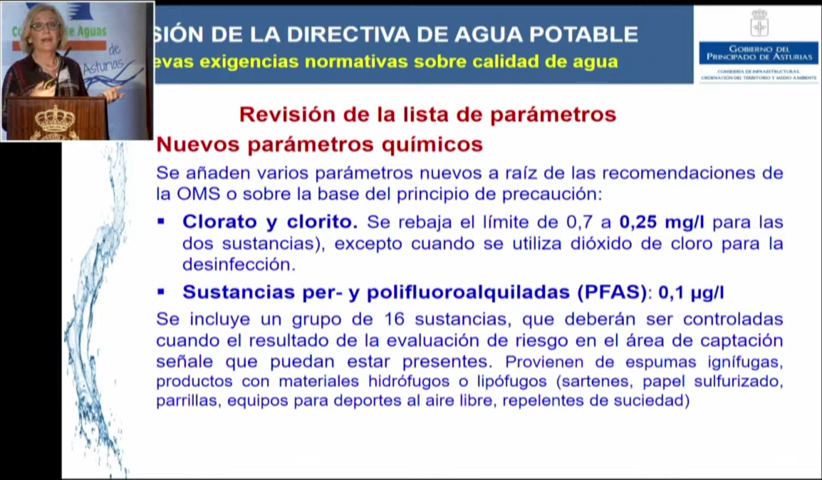 SIÓN DE LA DIRECTIVA DE AGUA POTABLE
evas exigencias normativas sobre calidad de agua
de Aguas
de
Asturias
GOBIERNO DEL
PRINCIPADO DE ASTURIAS
CONSEJERÍA DE INFRAESTRUCTURAS,
ORDENACIÓN DEL TERRITORIO Y MEDIO AMBIENTE
Revisión de la lista de parámetros
Nuevos parámetros químicos
Se añaden varios parámetros nuevos a raíz de las recomendaciones de
la OMS o sobre la base del principio de precaución:
▪ Clorato y clorito. Se rebaja el límite de 0,7 a 0,25 mg/l para las
dos sustancias), excepto cuando se utiliza dióxido de cloro para la
desinfección.
▪ Sustancias per- y polifluoroalquiladas (PFAS): 0,1 µg/l
Se incluye un grupo de 16 sustancias, que deberán ser controladas
cuando el resultado de la evaluación de riesgo en el área de captación
señale que puedan estar presentes. Provienen de espumas ignífugas,
productos con materiales hidrófugos o lipófugos (sartenes, papel sulfurizado,
parrillas, equipos para deportes al aire libre, repelentes de suciedad)